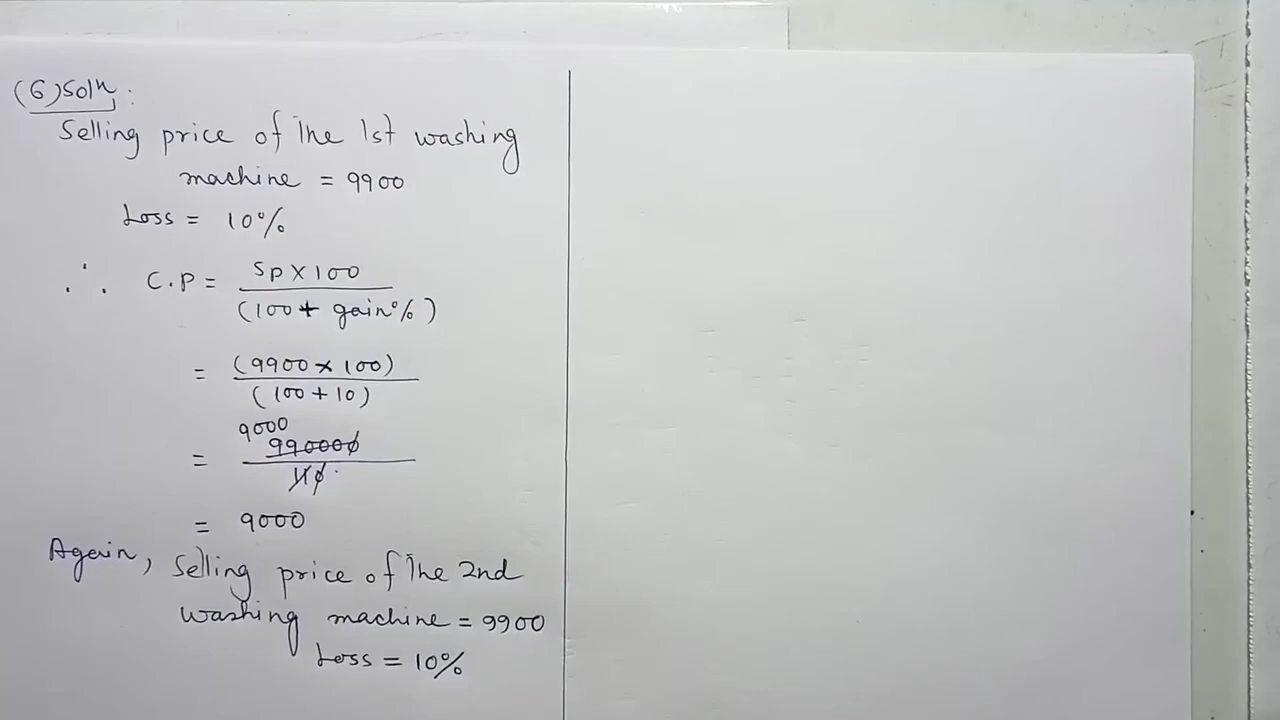 (6) Solⁿ:
Selling price of the 1st washing
machine = 9900
Loss = 10%
∴ C.P = SP × 100
(100 + gain%)
= (9900 × 100)
(100 + 10)
9000
= 990000
110
= 9000
Again, Selling price of the 2nd
washing machine = 9900
Loss = 10%